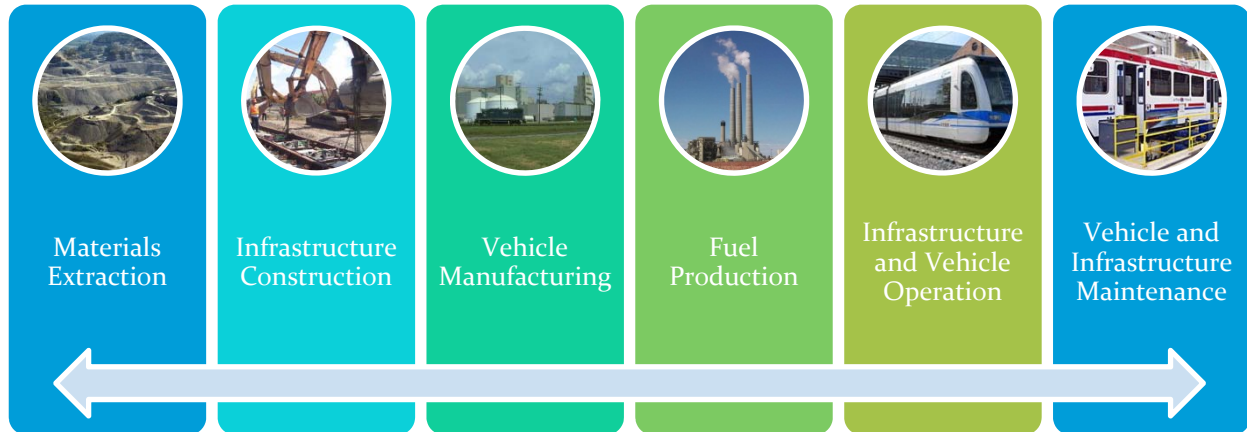 Materials
Extraction
Infrastructure
Construction
Vehicle
Manufacturing
Fuel
Production
Infrastructure
and Vehicle
Operation
Vehicle and
Infrastructure
Maintenance